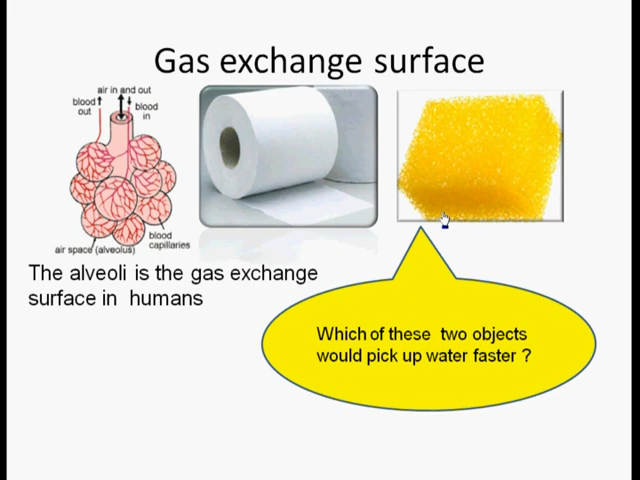 Gas exchange surface
air in and out
blood out
blood in
blood capillaries
air space (alveolus)
The alveoli is the gas exchange
surface in humans
Which of these two objects
would pick up water faster ?